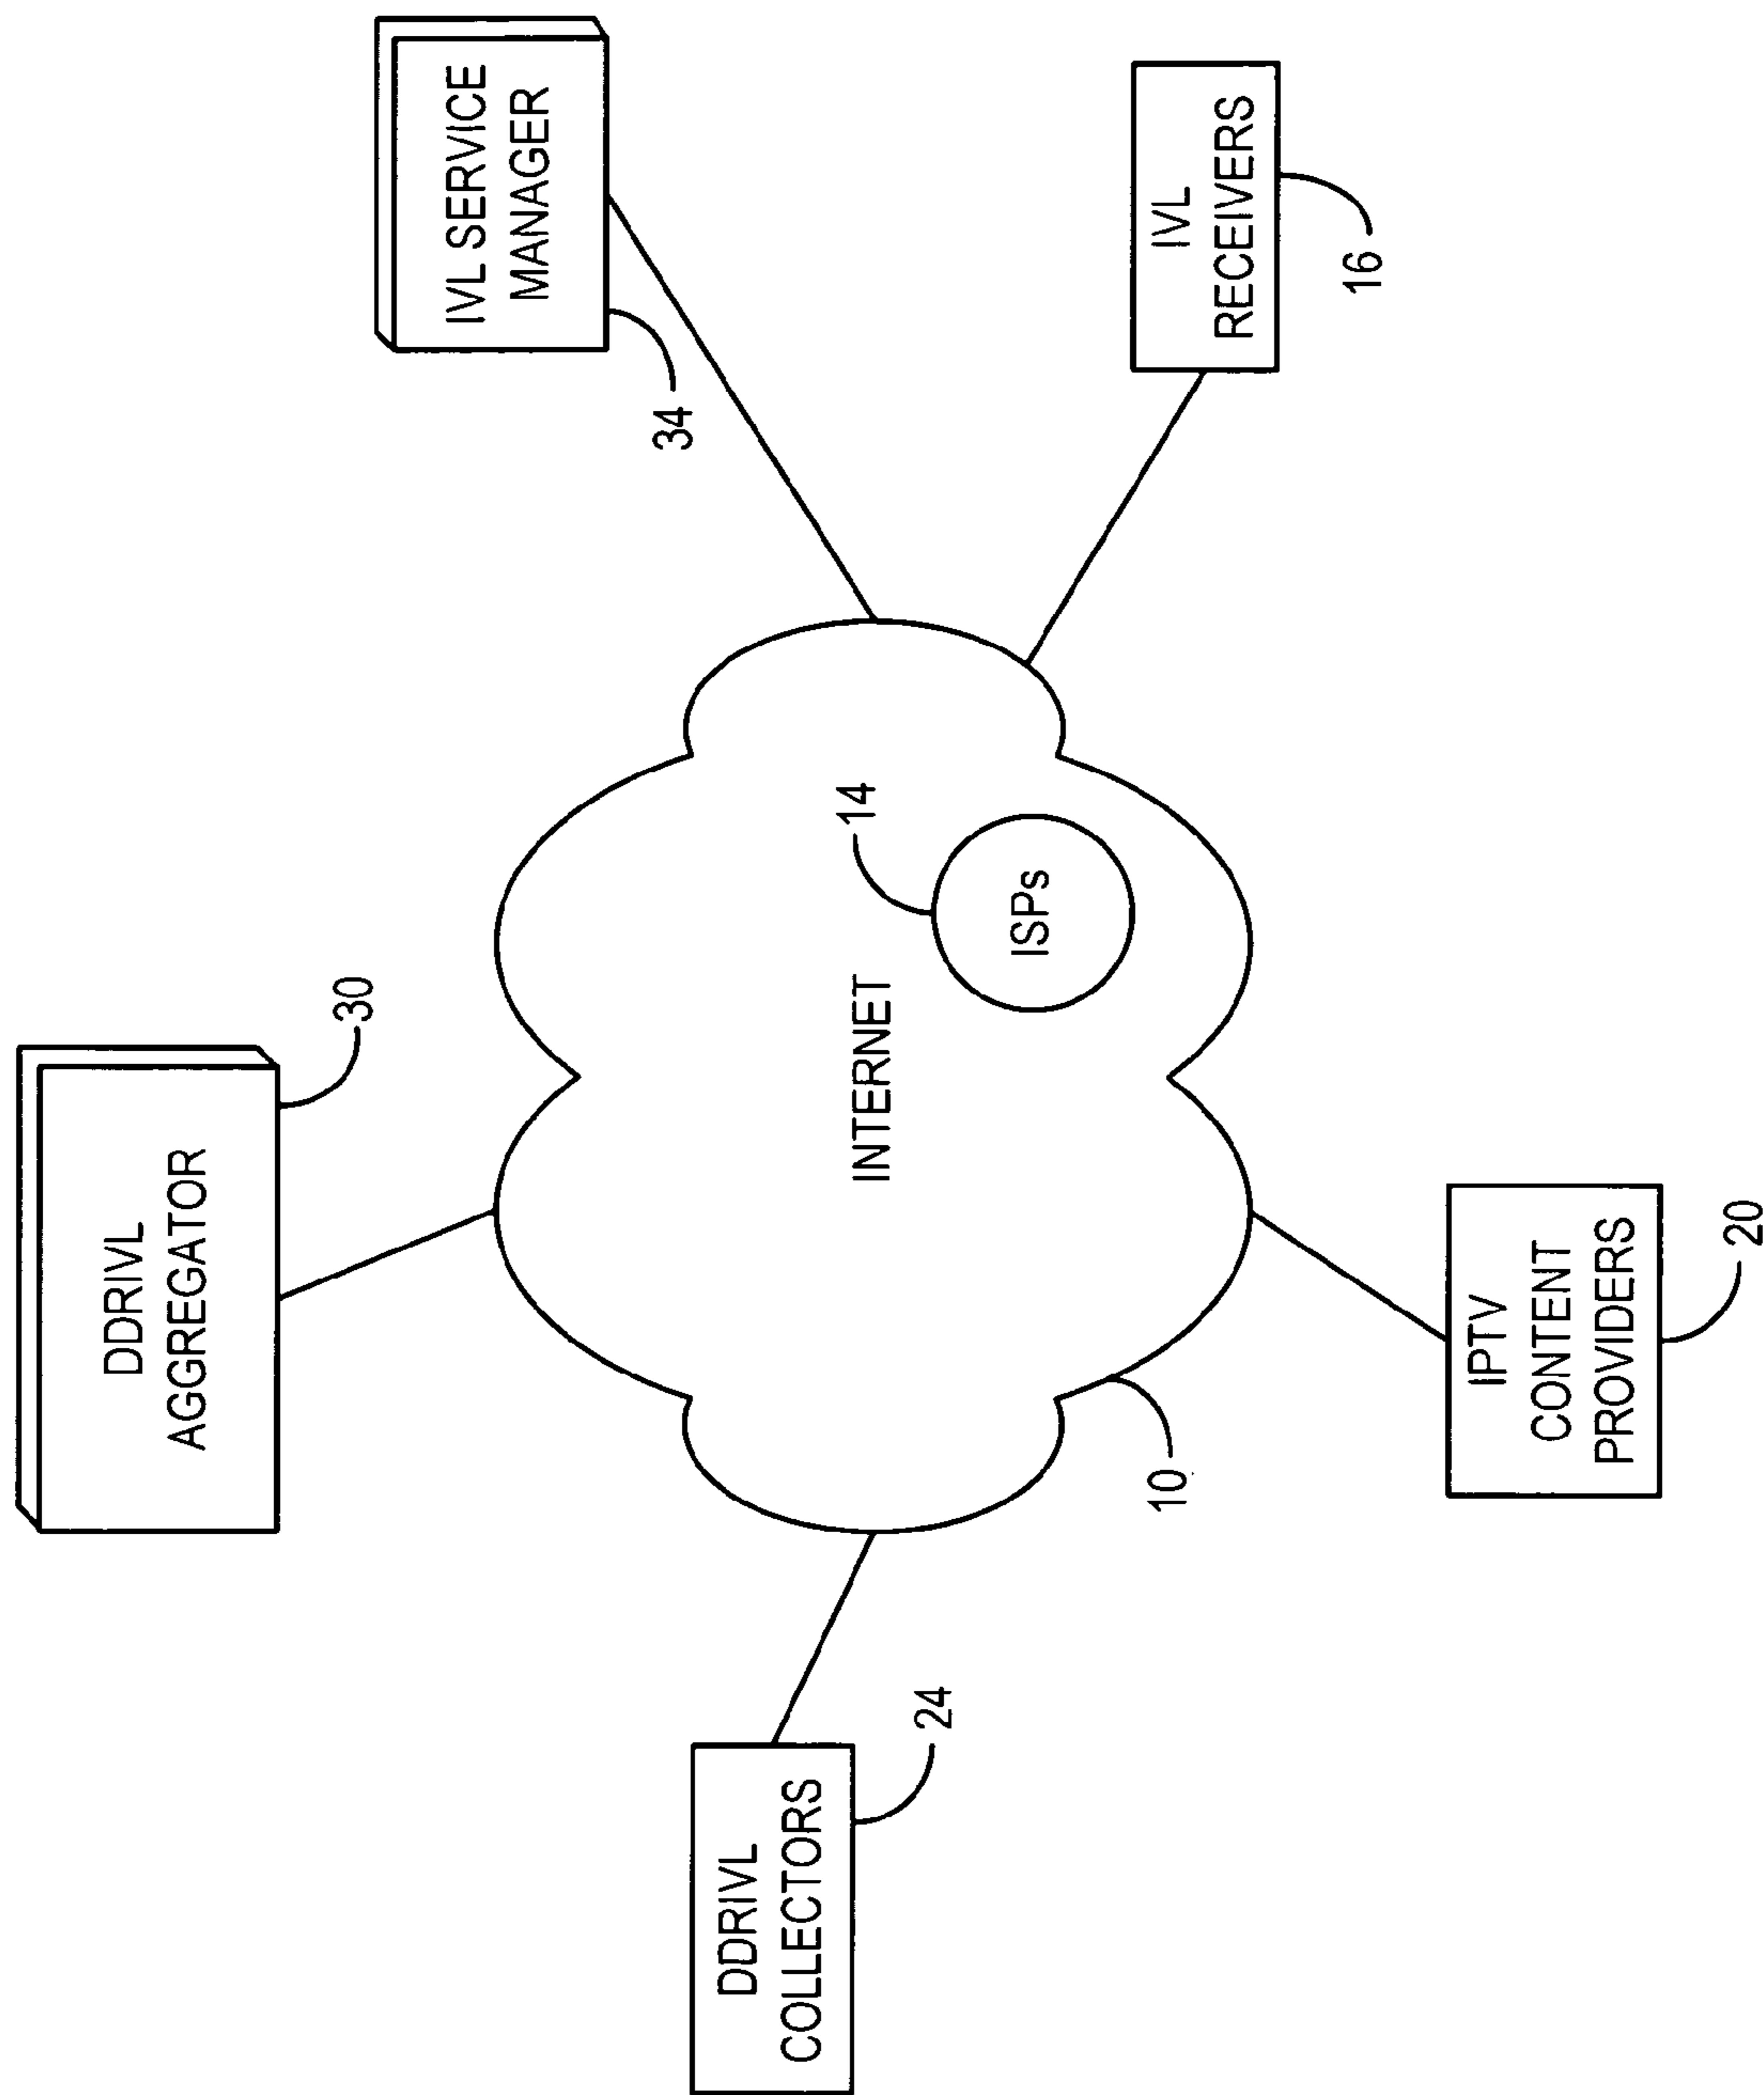 DDRIVL
AGGREGATOR
30
IVL SERVICE
MANAGER
34
DDRIVL
COLLECTORS
24
INTERNET
14
ISPs
10
IPTV
CONTENT
PROVIDERS
20
IVL
RECEIVERS
16